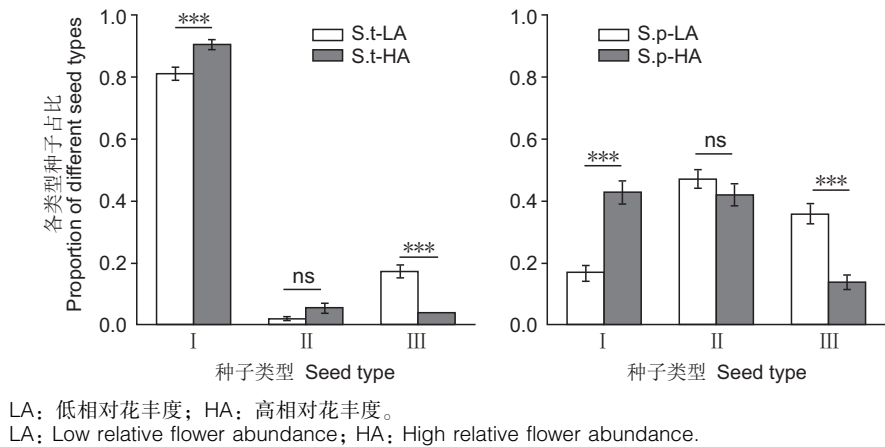 各类型种子占比
Proportion of different seed types
1.0
0.8
0.6
0.4
0.2
0.0
***
ns
***
S.t-LA
S.t-HA
Ⅰ
Ⅱ
Ⅲ
种子类型 Seed type
1.0
0.8
0.6
0.4
0.2
0.0
***
ns
***
S.p-LA
S.p-HA
Ⅰ
Ⅱ
Ⅲ
种子类型 Seed type
LA：低相对花丰度；HA：高相对花丰度。
LA：Low relative flower abundance；HA：High relative flower abundance.